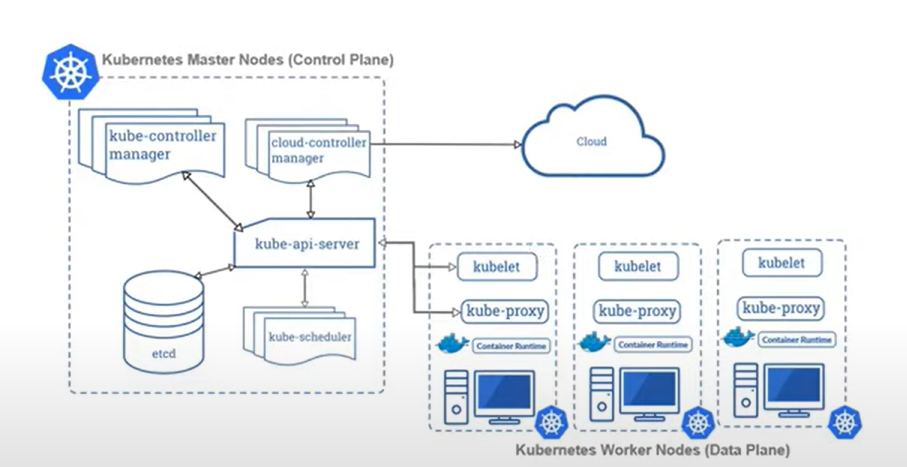 Kubernetes Master Nodes (Control Plane)
kube-controller
manager
cloud-controller
manager
Cloud
kube-api-server
etcd
kube-scheduler
kubelet
kube-proxy
Container Runtime
kubelet
kube-proxy
Container Runtime
kubelet
kube-proxy
Container Runtime
Kubernetes Worker Nodes (Data Plane)